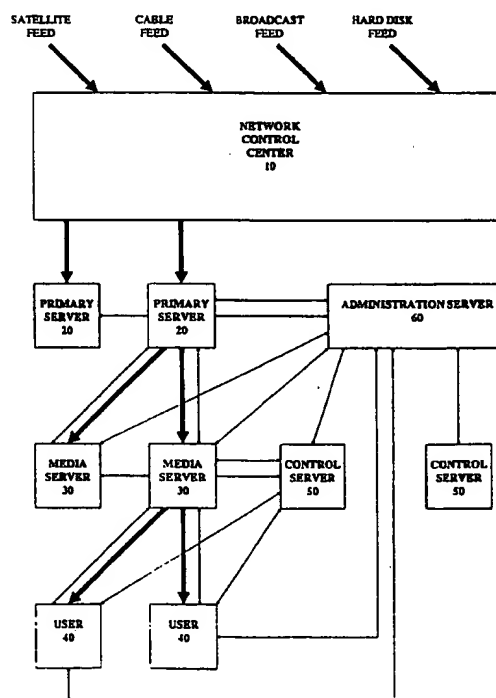 SATELLITE
FEED
CABLE
FEED
BROADCAST
FEED
HARD DISK
FEED
NETWORK
CONTROL
CENTER
10
PRIMARY
SERVER
20
PRIMARY
SERVER
20
ADMINISTRATION SERVER
60
MEDIA
SERVER
30
MEDIA
SERVER
30
CONTROL
SERVER
50
CONTROL
SERVER
50
USER
40
USER
40